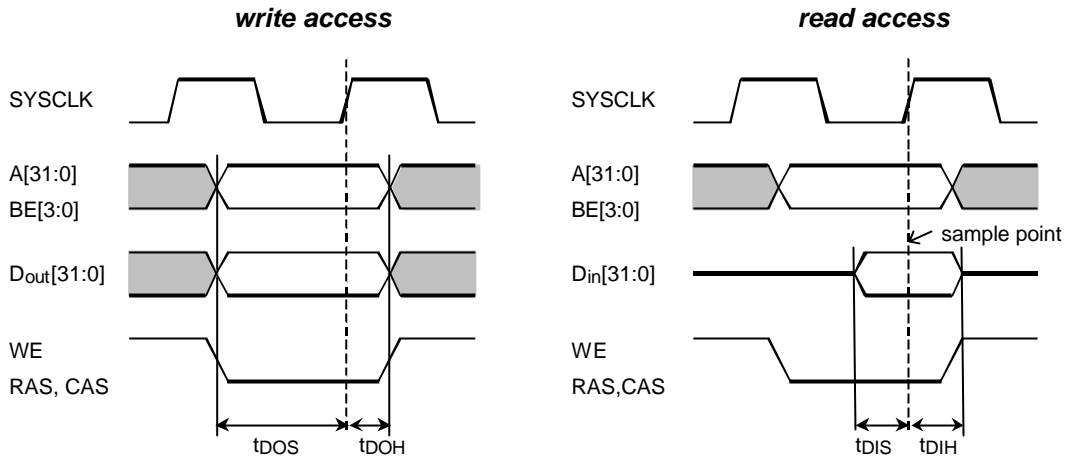 write access
SYSCLK
A[31:0]
BE[3:0]
Dout[31:0]
WE
RAS, CAS
tDOS
tDOH
read access
SYSCLK
A[31:0]
BE[3:0]
sample point
Din[31:0]
WE
RAS,CAS
tDIS
tDIH